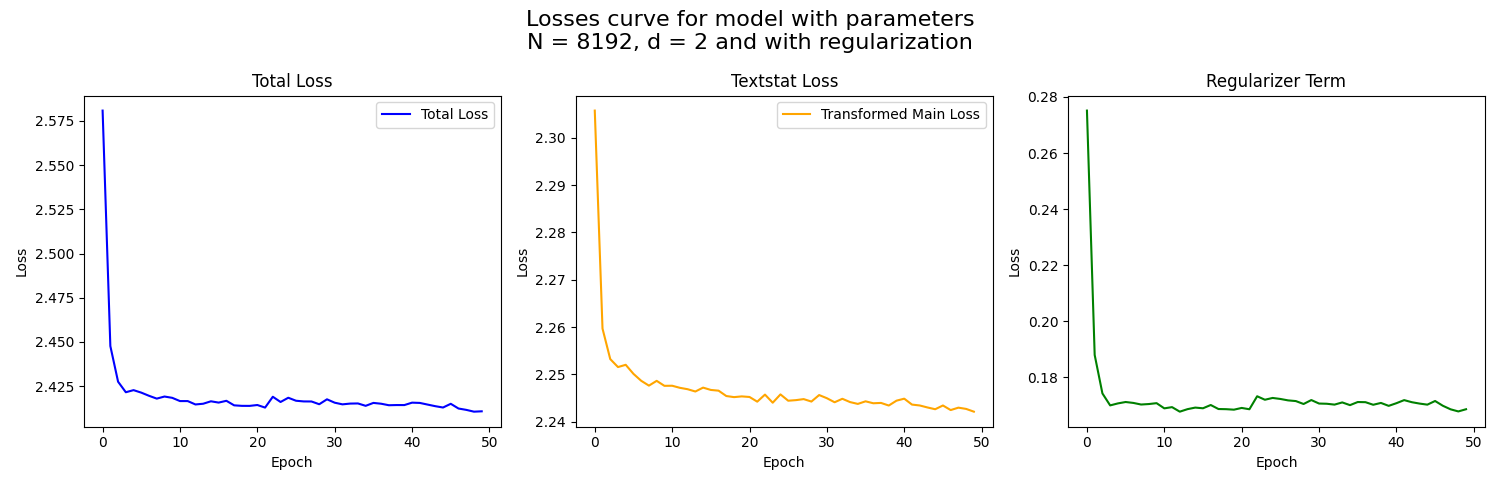 Losses curve for model with parameters
N = 8192, d = 2 and with regularization
Total Loss
Total Loss
2.575
2.550
2.525
2.500
2.475
2.450
2.425
Loss
0 10 20 30 40 50
Epoch
Textstat Loss
Transformed Main Loss
2.30
2.29
2.28
2.27
2.26
2.25
2.24
Loss
0 10 20 30 40 50
Epoch
Regularizer Term
0.28
0.26
0.24
0.22
0.20
0.18
Loss
0 10 20 30 40 50
Epoch